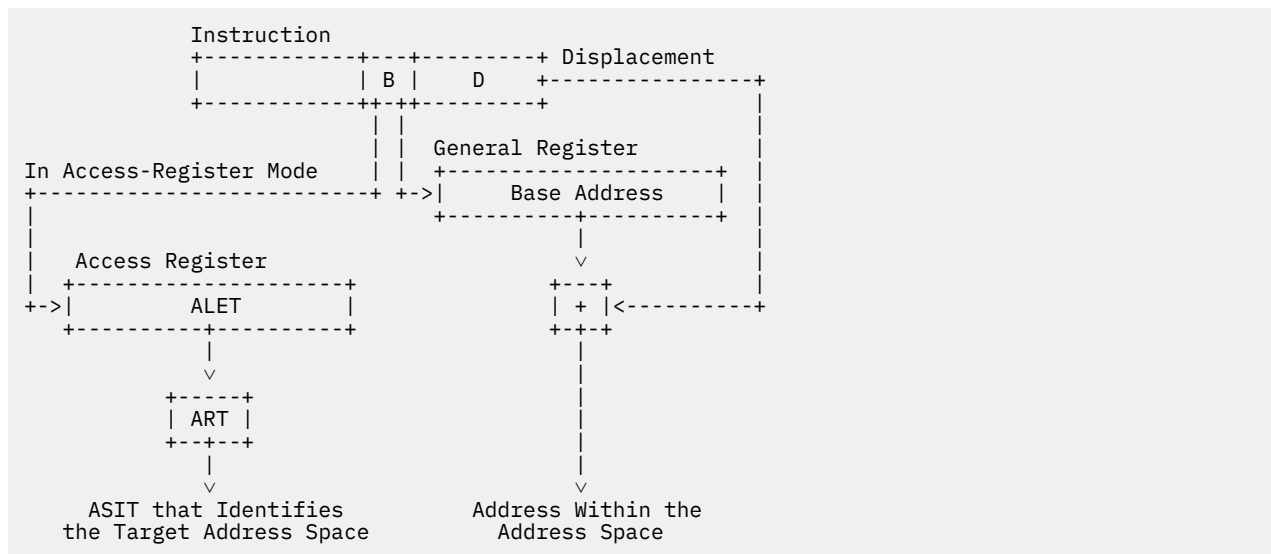 Instruction
Displacement
B D
General Register
In Access-Register Mode
Base Address
Access Register
ALET +
ART
ASIT that Identifies Address Within the
the Target Address Space Address Space